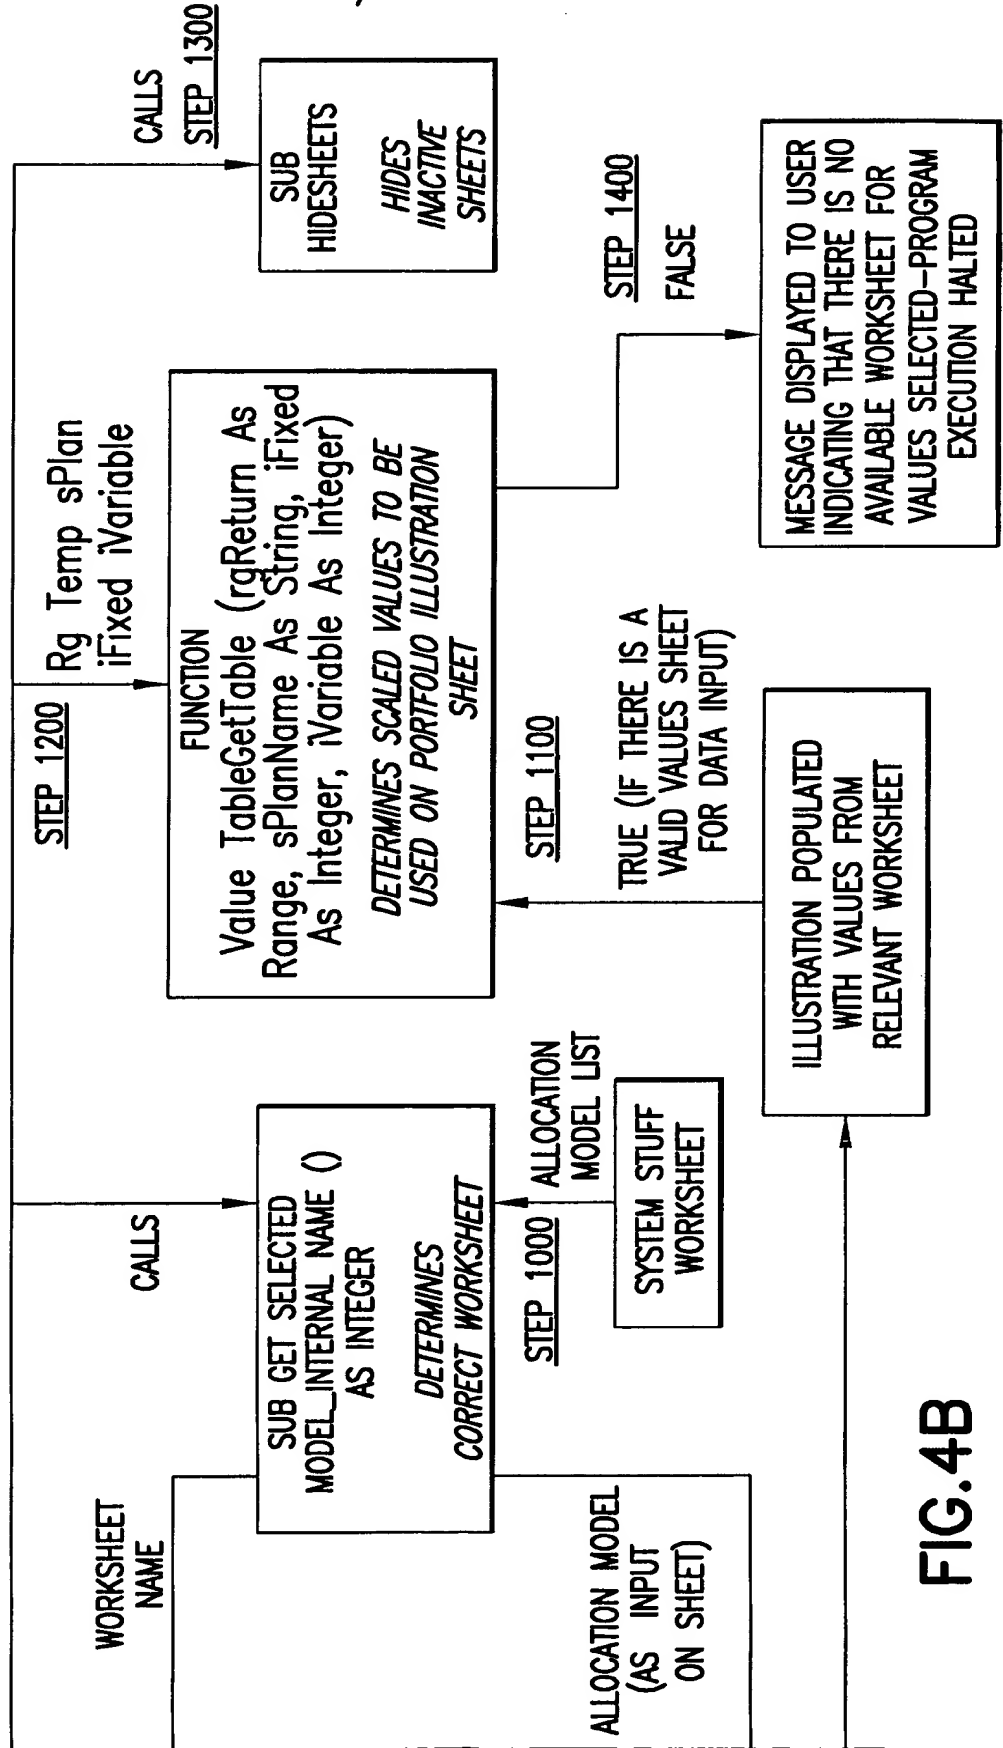 WORKSHEET
NAME
CALLS
SUB GET SELECTED
MODEL_INTERNAL NAME ()
AS INTEGER
DETERMINES
CORRECT WORKSHEET
ALLOCATION MODEL
(AS INPUT
ON SHEET)
STEP 1000
ALLOCATION
MODEL LIST
SYSTEM STUFF
WORKSHEET
STEP 1200
Rg Temp sPlan
iFixed iVariable
FUNCTION
Value TableGetTable (rgReturn As
Range, sPlanName As String, iFixed
As Integer, iVariable As Integer)
DETERMINES SCALED VALUES TO BE
USED ON PORTFOLIO ILLUSTRATION
SHEET
STEP 1100
TRUE (IF THERE IS A
VALID VALUES SHEET
FOR DATA INPUT)
ILLUSTRATION POPULATED
WITH VALUES FROM
RELEVANT WORKSHEET
CALLS
STEP 1300
SUB
HIDESHEETS
HIDES
INACTIVE
SHEETS
STEP 1400
FALSE
MESSAGE DISPLAYED TO USER
INDICATING THAT THERE IS NO
AVAILABLE WORKSHEET FOR
VALUES SELECTED-PROGRAM
EXECUTION HALTED
FIG.4B